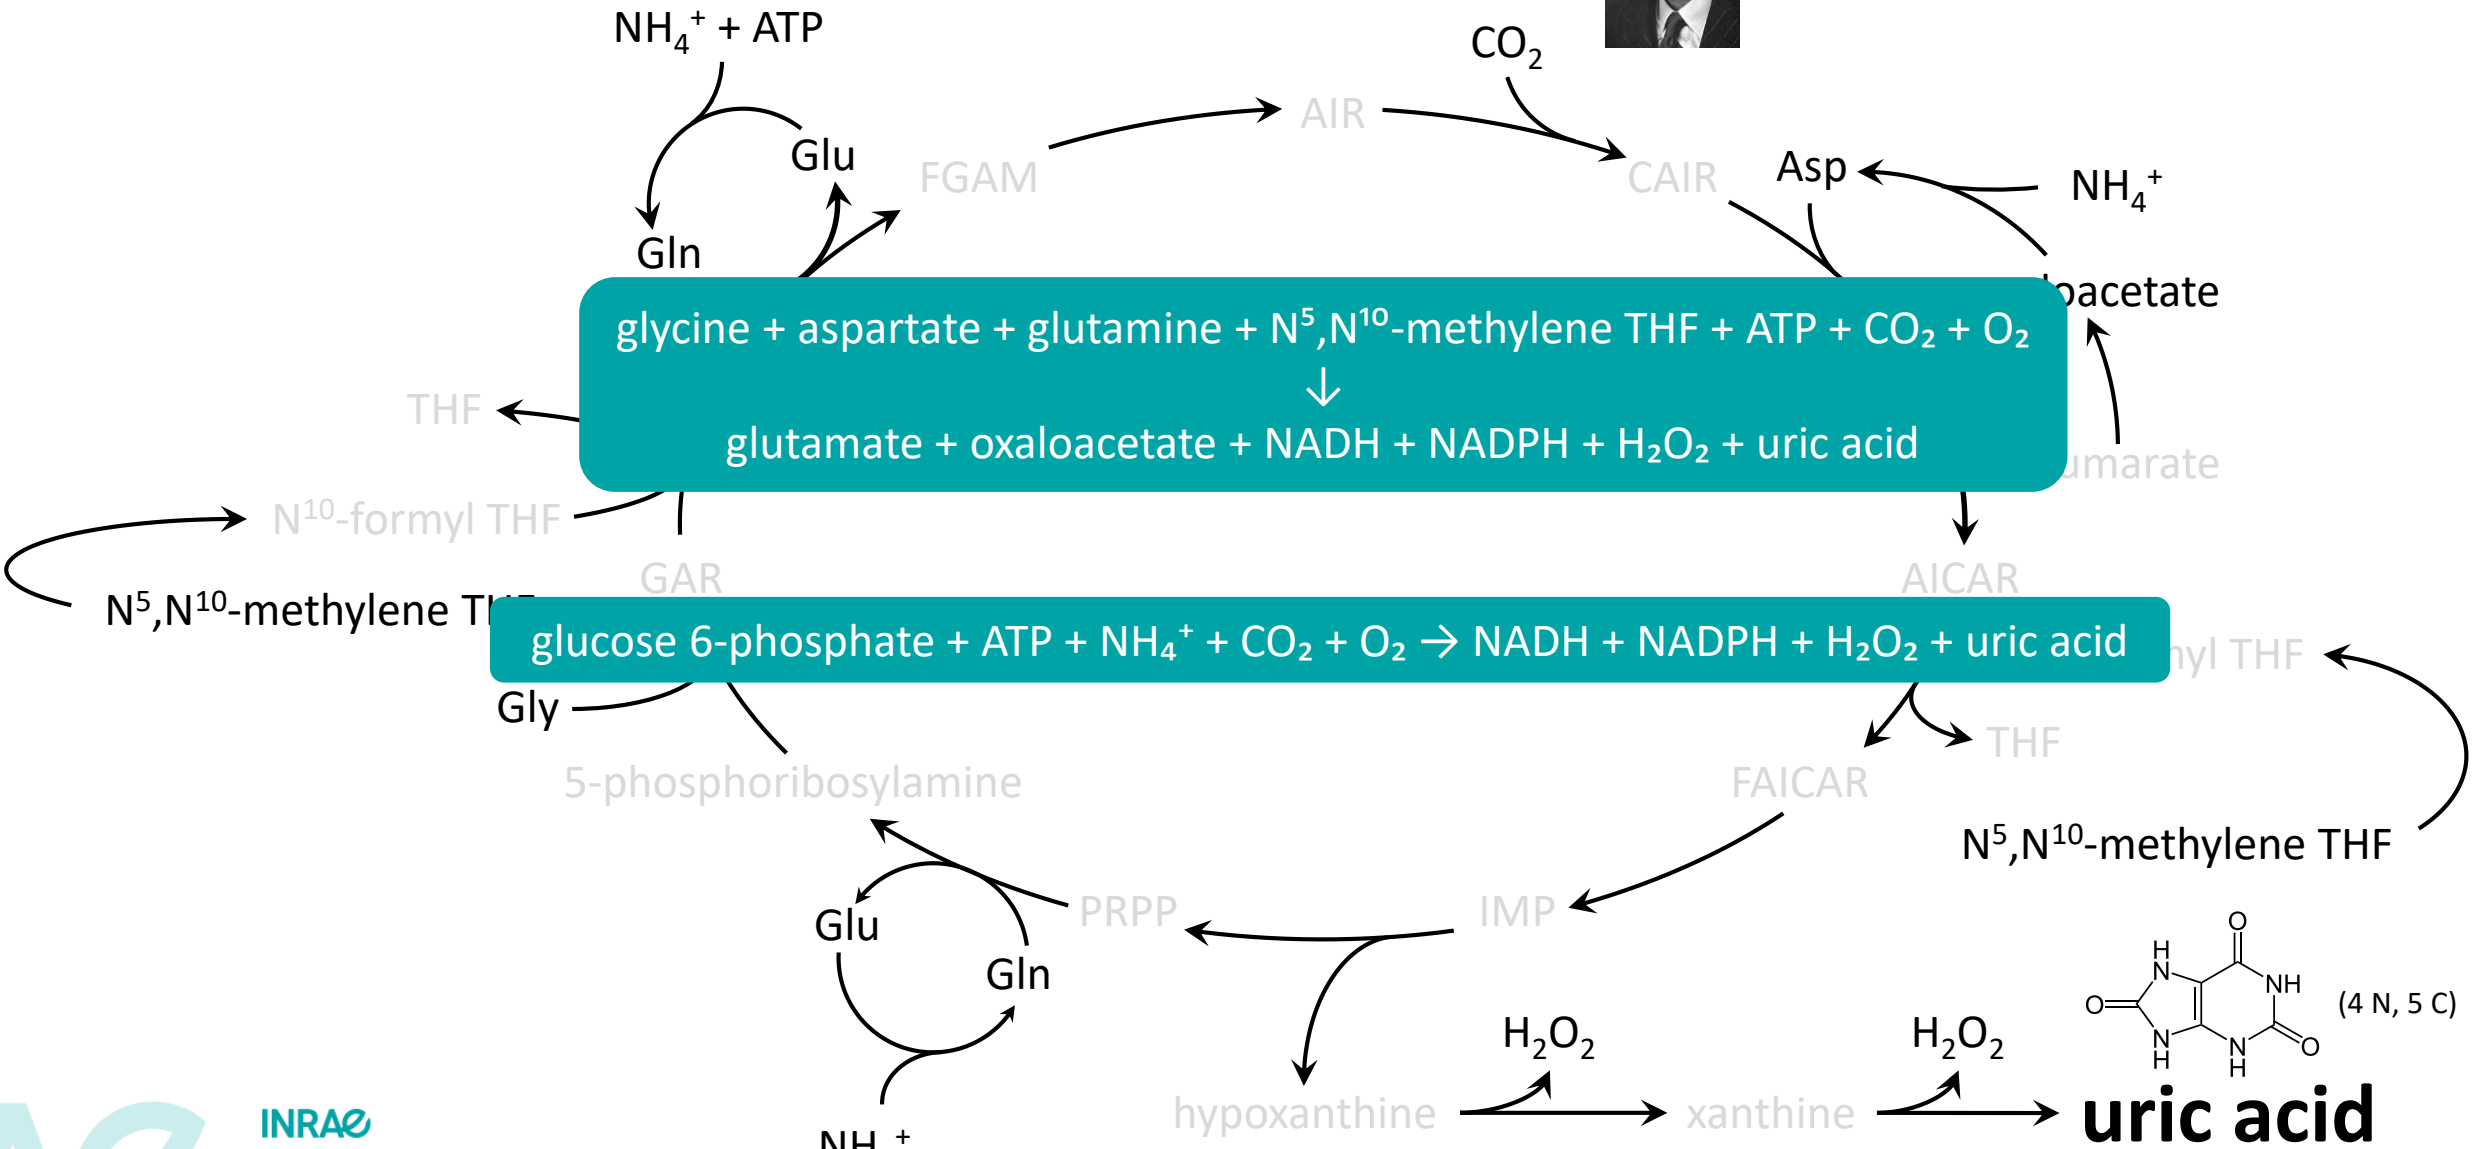 NH₄⁺ + ATP
CO₂
AIR
Glu
FGAM
CAIR
Asp
NH₄⁺
Gln
glycine + aspartate + glutamine + N⁵,N¹⁰-methylene THF + ATP + CO₂ + O₂
↓
glutamate + oxaloacetate + NADH + NADPH + H₂O₂ + uric acid
THF
N¹⁰-formyl THF
GAR
AICAR
N⁵,N¹⁰-methylene
glucose 6-phosphate + ATP + NH₄⁺ + CO₂ + O₂ → NADH + NADPH + H₂O₂ + uric acid
THF
Gly
THF
5-phosphoribosylamine
FAICAR
N⁵,N¹⁰-methylene THF
Glu
PRPP
IMP
Gln
O
H
N
NH
O
N
H
N
H
O
(4 N, 5 C)
H₂O₂
H₂O₂
hypoxanthine
xanthine
uric acid
INRAE